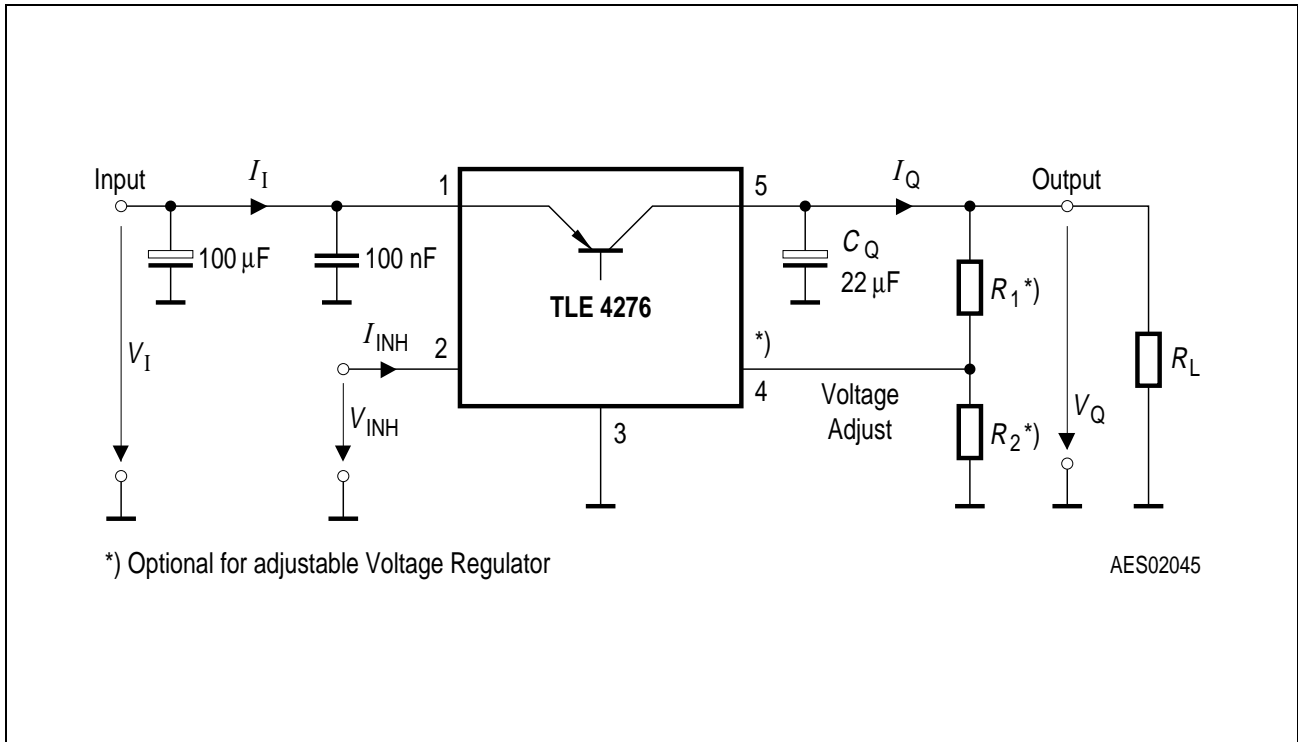 Input
I_I
1
5
I_Q
Output
100 μF
100 nF
C_Q
22 μF
R_1*)
TLE 4276
V_I
I_INH
2
*)
4
R_L
V_INH
3
Voltage
Adjust
R_2*)
V_Q
*) Optional for adjustable Voltage Regulator
AES02045